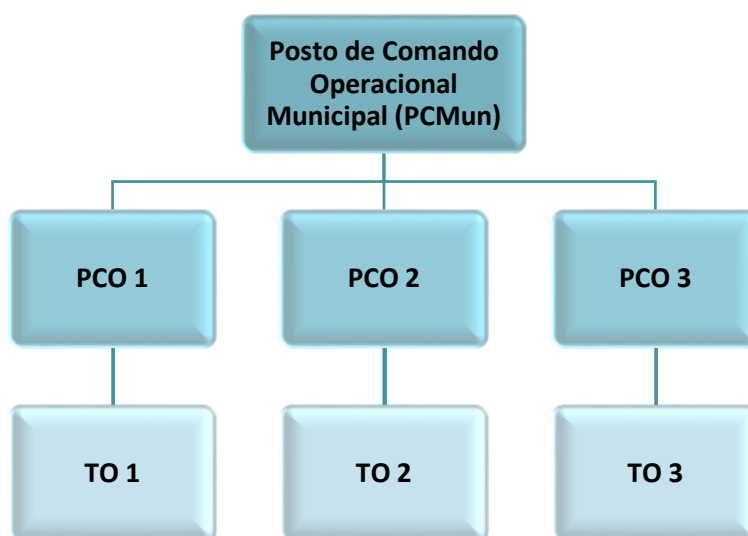 Posto de Comando
Operacional
Municipal (PCMun)
PCO 1
PCO 2
PCO 3
TO 1
TO 2
TO 3